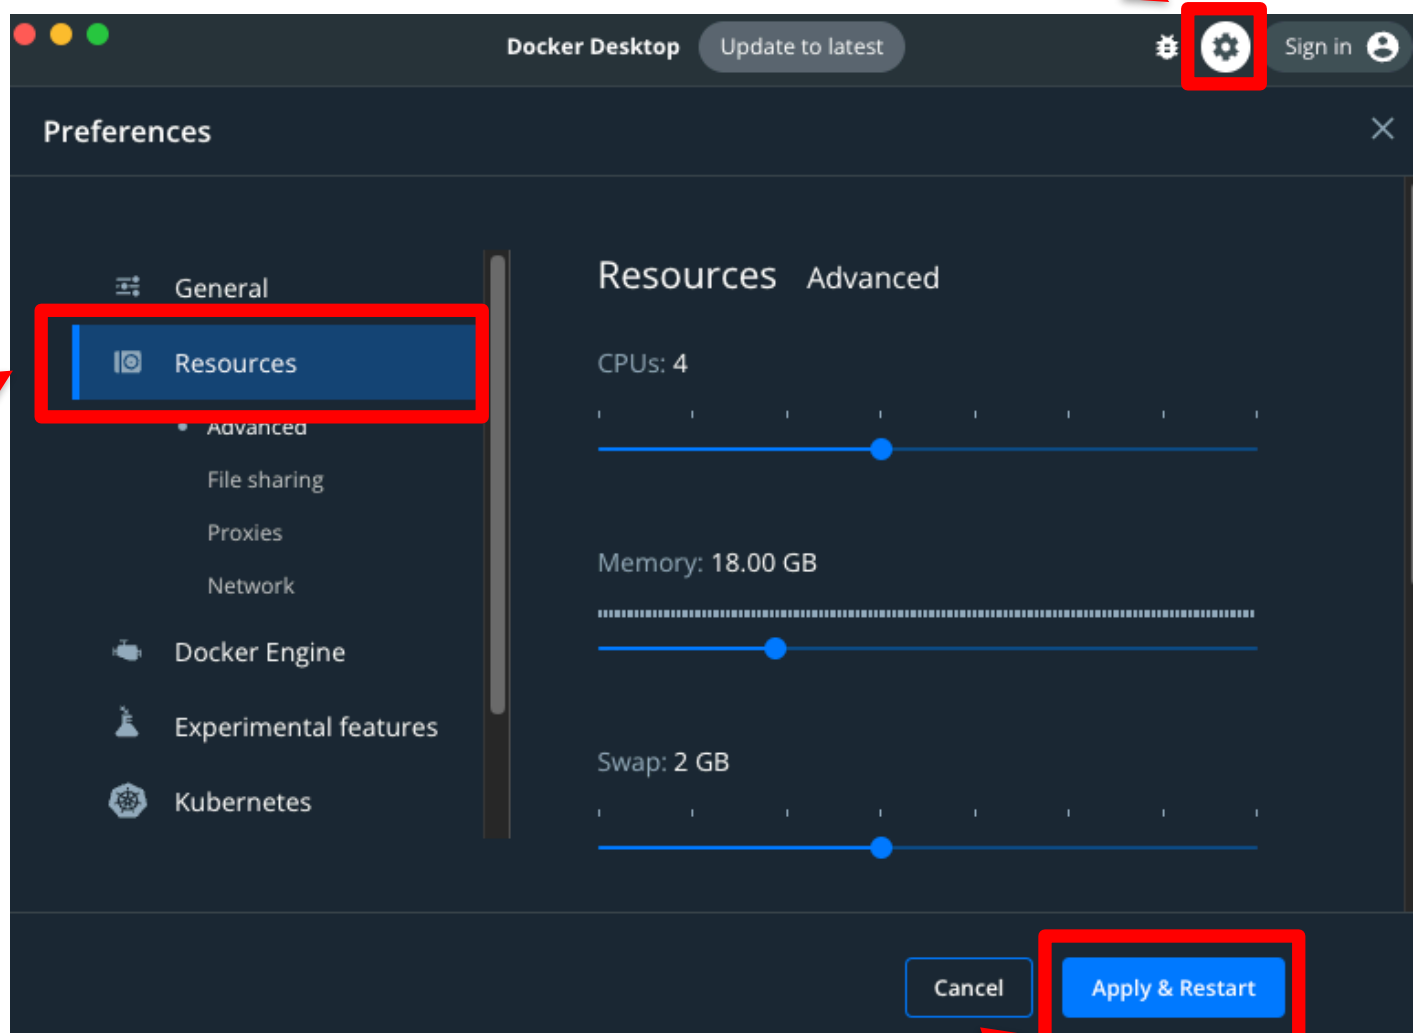 Docker Desktop
Update to latest
Sign in
Preferences
General
Resources
Advanced
File sharing
Proxies
Network
Docker Engine
Experimental features
Kubernetes
Resources Advanced
CPUs: 4
Memory: 18.00 GB
Swap: 2 GB
Cancel
Apply & Restart